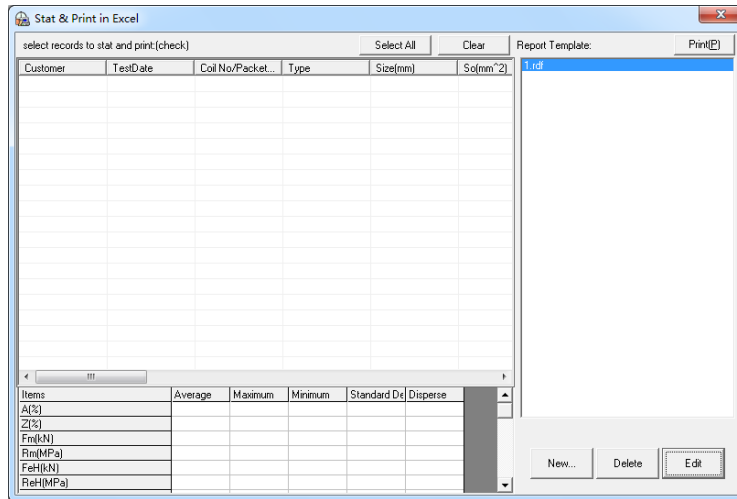 Stat & Print in Excel
select records to stat and print:(check)
Select All
Clear
Report Template:
Print(P)
Customer TestDate Coil No/Packet... Type Size(mm) So(mm^2)
1.rdf
Items Average Maximum Minimum Standard De Disperse
A(%)
Z(%)
Fm(kN)
Rm(MPa)
FeH(kN)
ReH(MPa)
New...
Delete
Edit